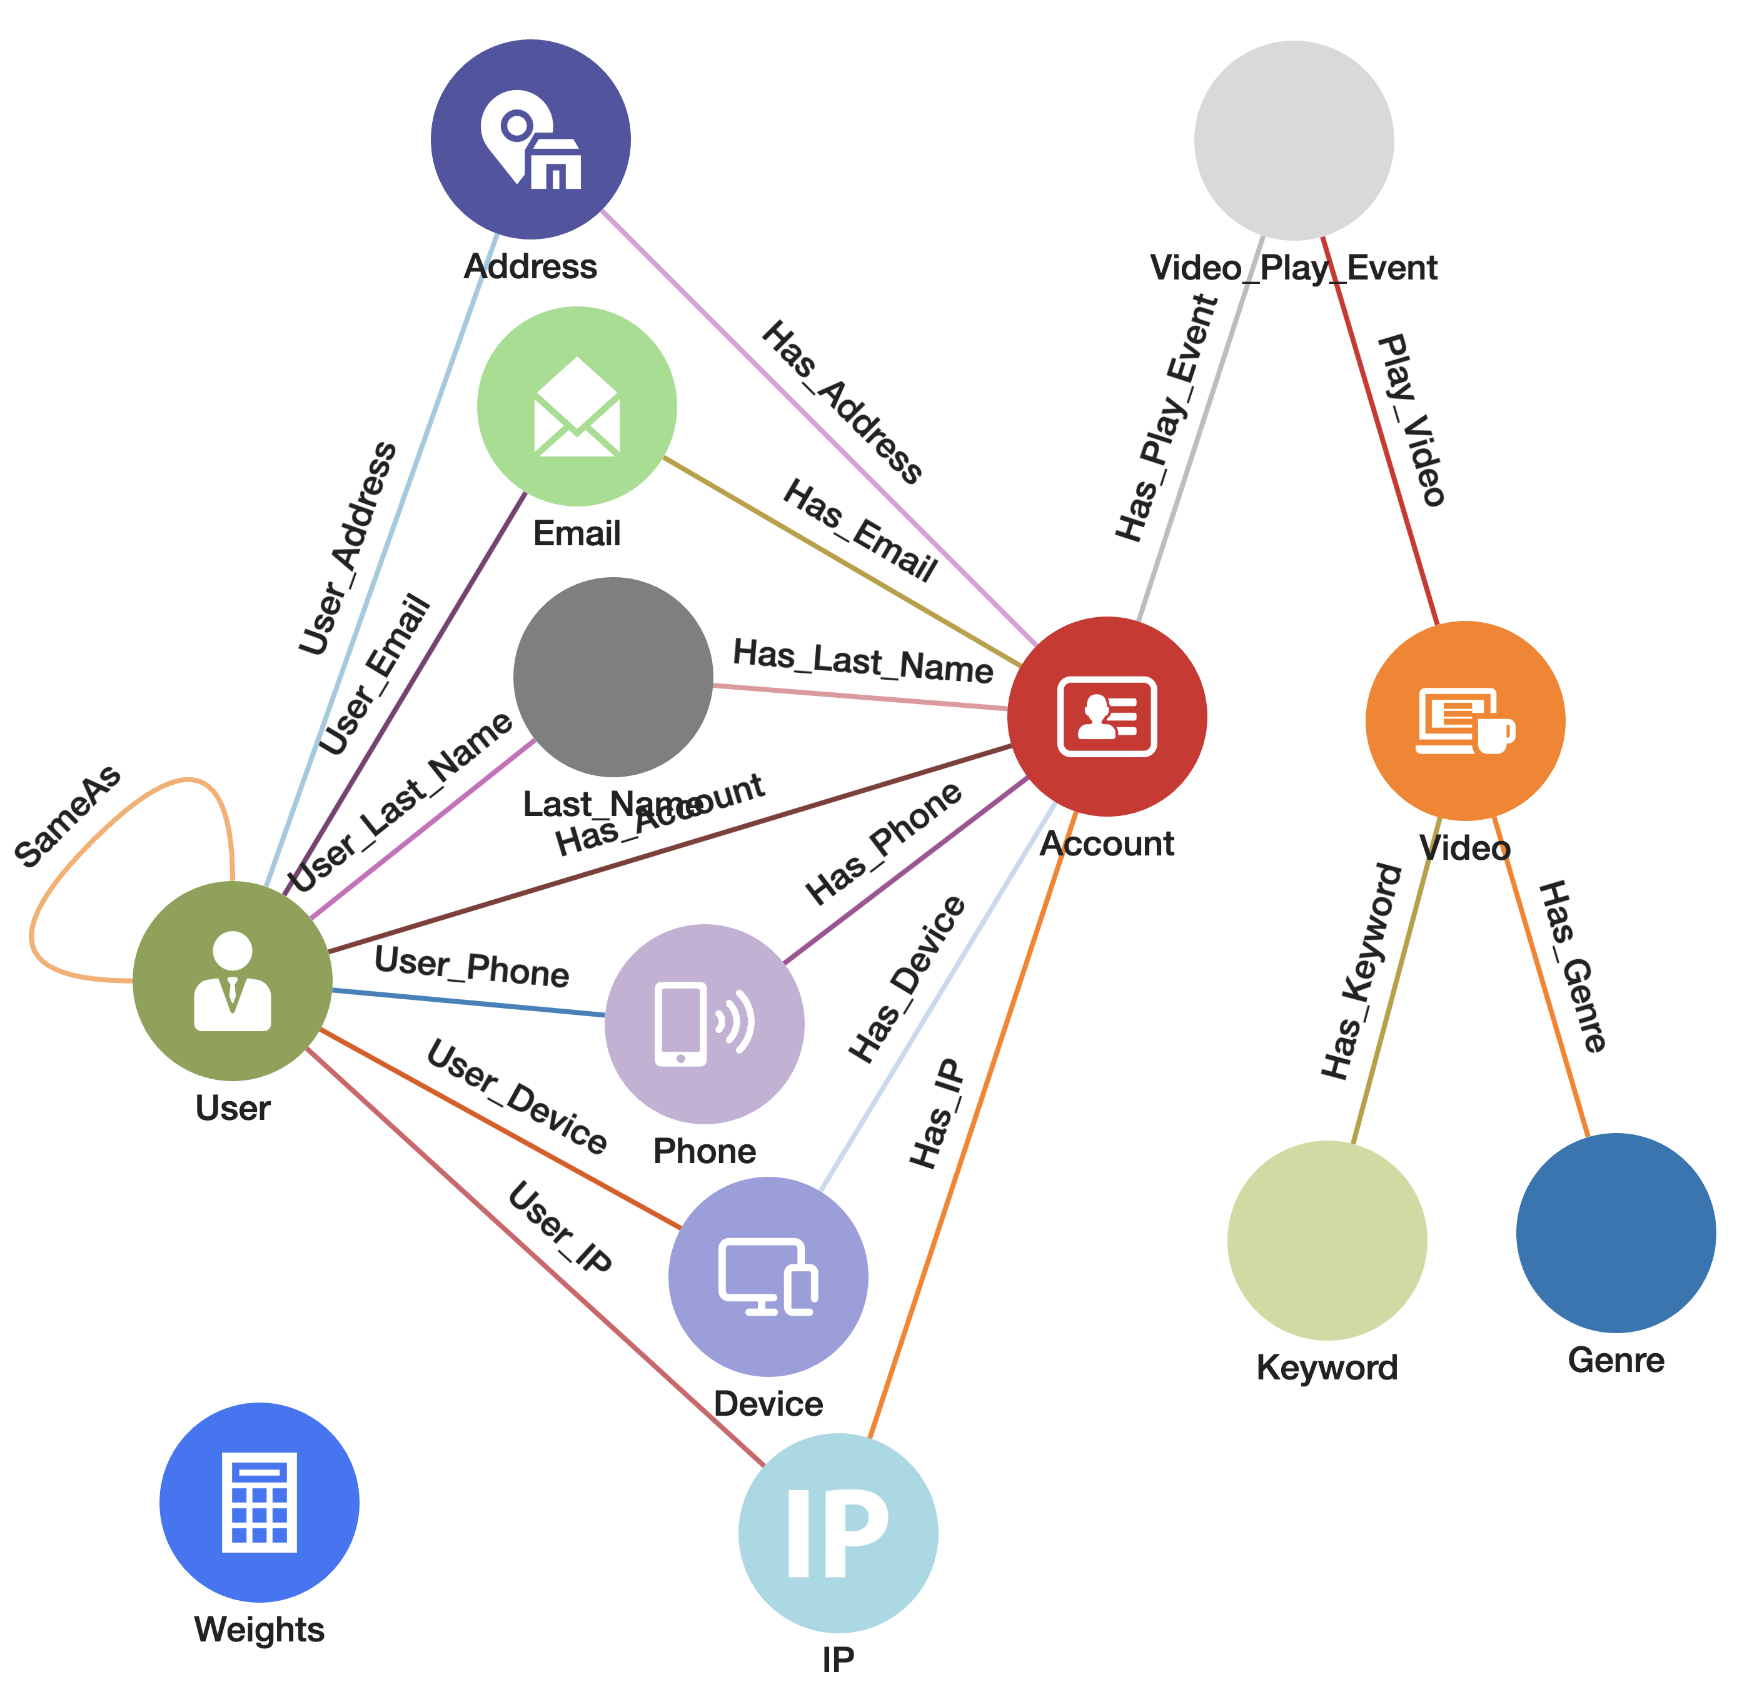 Address
Video_Play_Event
Has_Address
Has_Play_Event
Play_Video
User_Address
Email
Has_Email
User_Email
Has_Last_Name
User_Last_Name
Last_Name
Has_Account
SameAs
Has_Phone
Account
Video
User_Phone
Has_Device
Has_Keyword
Has_Genre
User
User_Device
Phone
Has_IP
User_IP
Device
Keyword
Genre
IP
Weights
IP